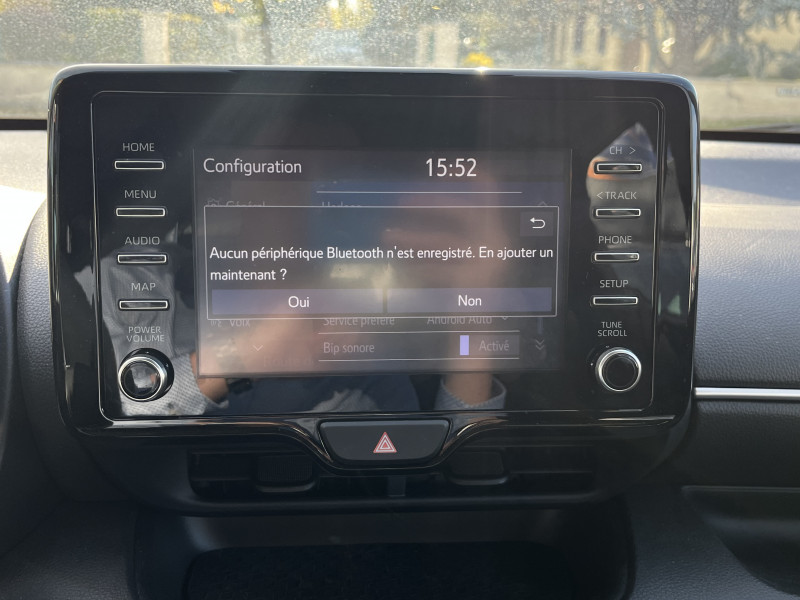 HOME
MENU
AUDIO
MAP
POWER
VOLUME
Configuration 15:52
Général
Aucun périphérique Bluetooth n'est enregistré. En ajouter un
maintenant ?
Oui Non
Voix Service préféré Android Auto
Bip sonore Activé
CH >
< TRACK
PHONE
SETUP
TUNE
SCROLL